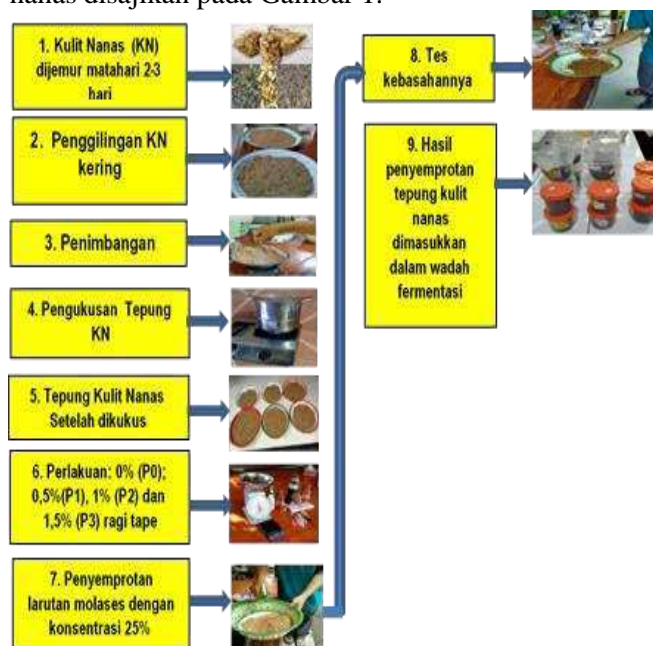 nanas disajikan pada Gambar 1.
1. Kulit Nanas (KN)
dijemur matahari 2-3
hari
2. Penggilingan KN
kering
3. Penimbangan
4. Pengukusan Tepung
KN
5. Tepung Kulit Nanas
Setelah dikukus
6. Perlakuan: 0% (P0);
0,5%(P1), 1% (P2) dan
1,5% (P3) ragi tape
7. Penyemprotan
larutan molases dengan
konsentrasi 25%
8. Tes
kebasahannya
9. Hasil
penyemprotan
tepung kulit
nanas
dimasukkan
dalam wadah
fermentasi